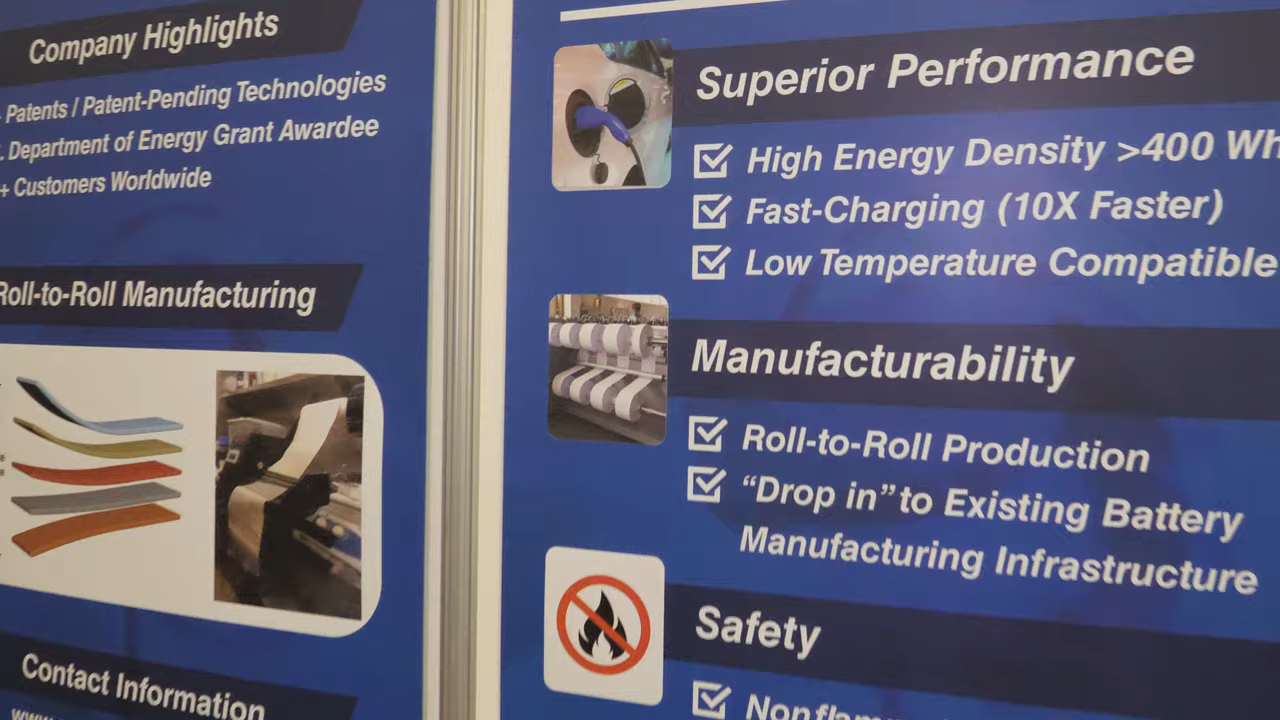 Company Highlights
Patents / Patent-Pending Technologies
Department of Energy Grant Awardee
+ Customers Worldwide
Roll-to-Roll Manufacturing
Contact Information
Superior Performance
High Energy Density >400 Wh
Fast-Charging (10X Faster)
Low Temperature Compatible
Manufacturability
Roll-to-Roll Production
“Drop in” to Existing Battery
Manufacturing Infrastructure
Safety